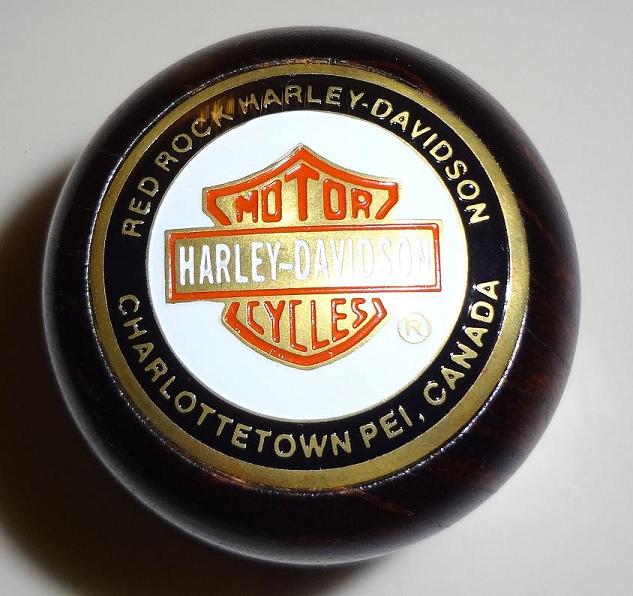 RED ROCK HARLEY-DAVIDSON
MOTOR
HARLEY-DAVIDSON
CYCLES
®
CHARLOTTETOWN PEI, CANADA